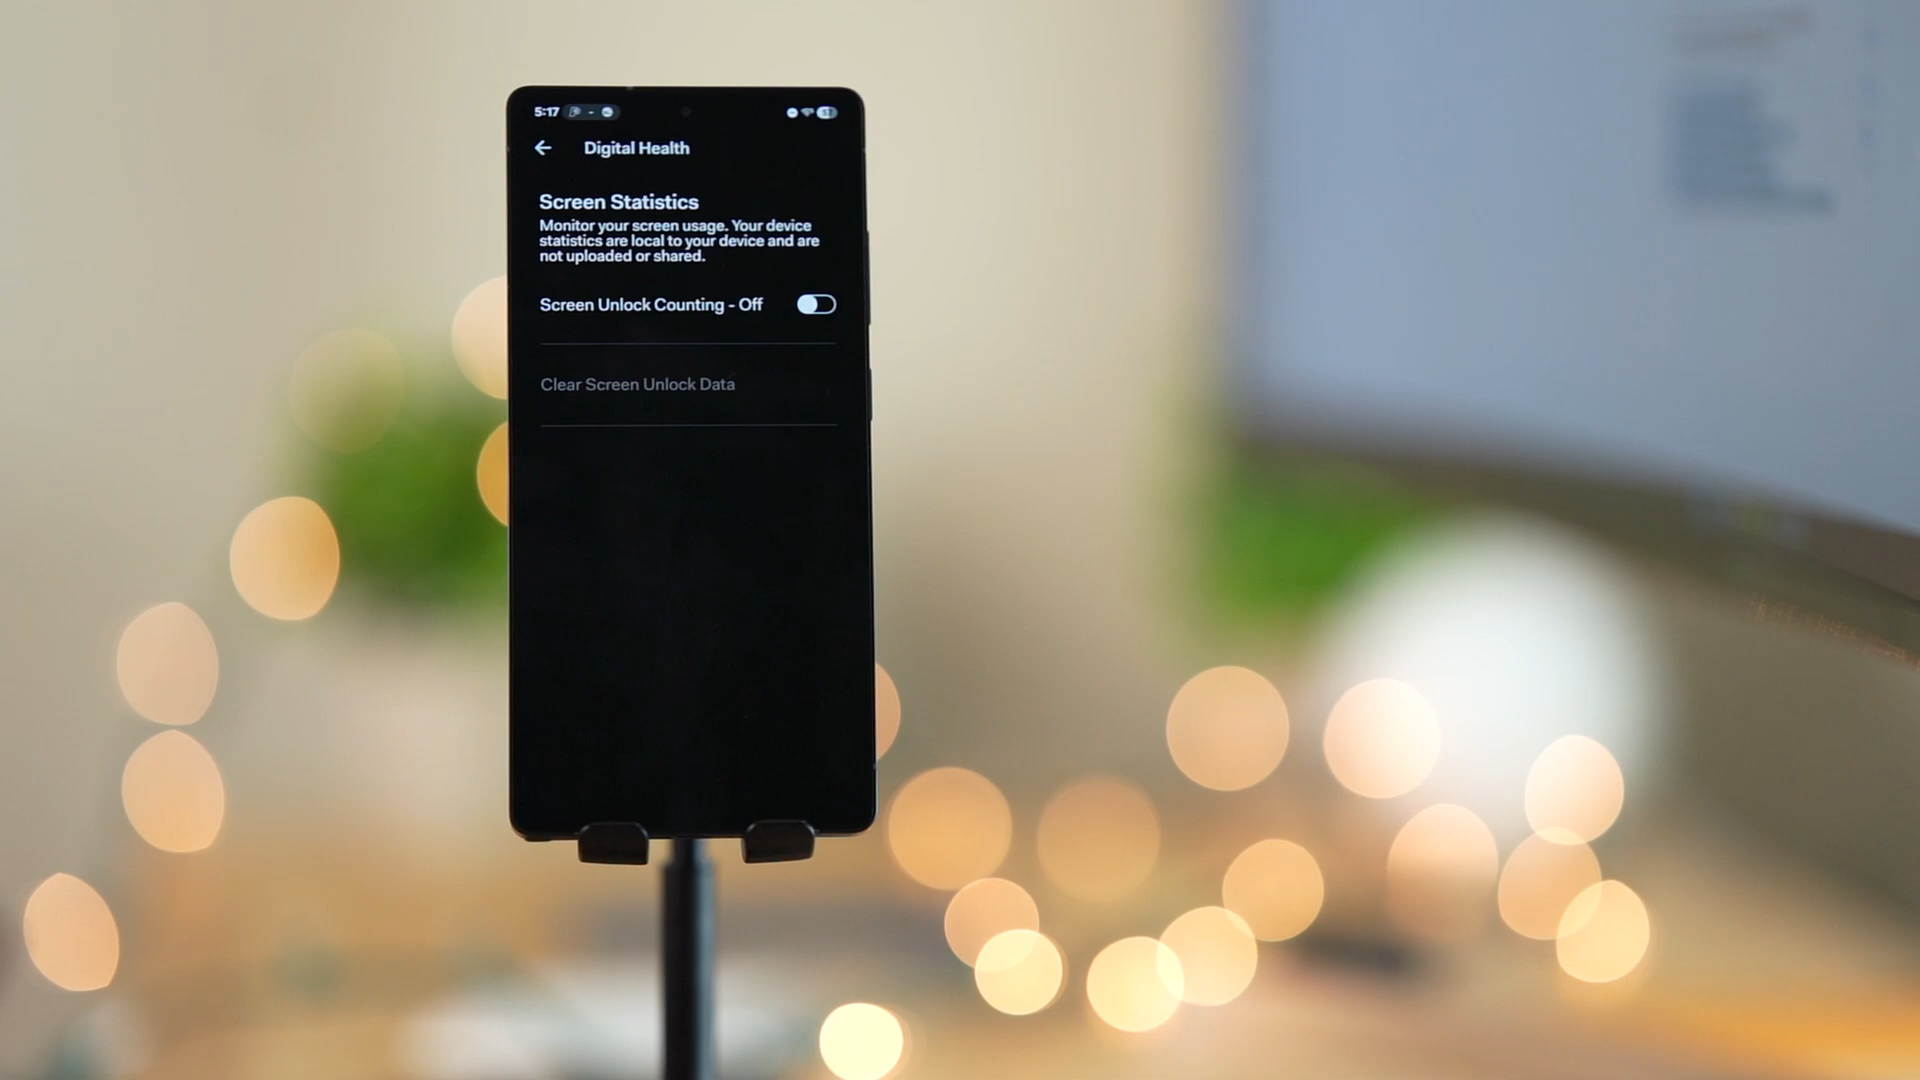 5:17
Digital Health
Screen Statistics
Monitor your screen usage. Your device
statistics are local to your device and are
not uploaded or shared.
Screen Unlock Counting - Off
Clear Screen Unlock Data